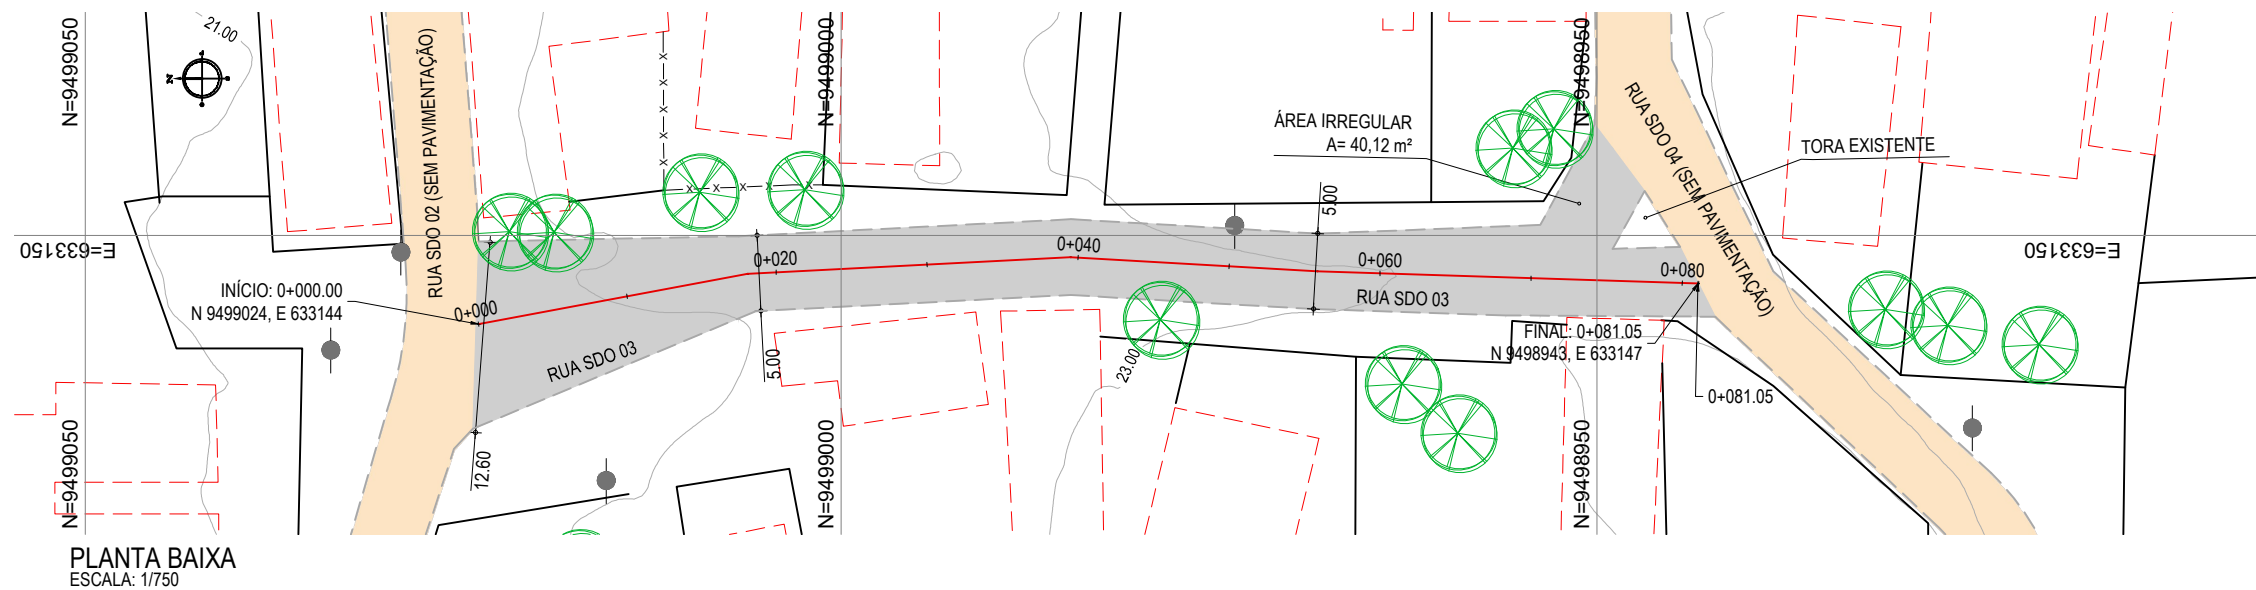 21.00
N=9499050
RUA SDO 02 (SEM PAVIMENTAÇÃO)
N=9499000
N=9498950
ÁREA IRREGULAR
A= 40,12 m²
RUA SDO 04 (SEM PAVIMENTAÇÃO)
TORA EXISTENTE
5.00
E=633150
E=633150
0+000
0+020
0+040
0+060
0+080
INÍCIO: 0+000.00
N 9499024, E 633144
RUA SDO 03
RUA SDO 03
5.00
23.00
FINAL: 0+081.05
N 9498943, E 633147
0+081.05
12.60
N=9499050
N=9499000
N=9498950
PLANTA BAIXA
ESCALA: 1/750